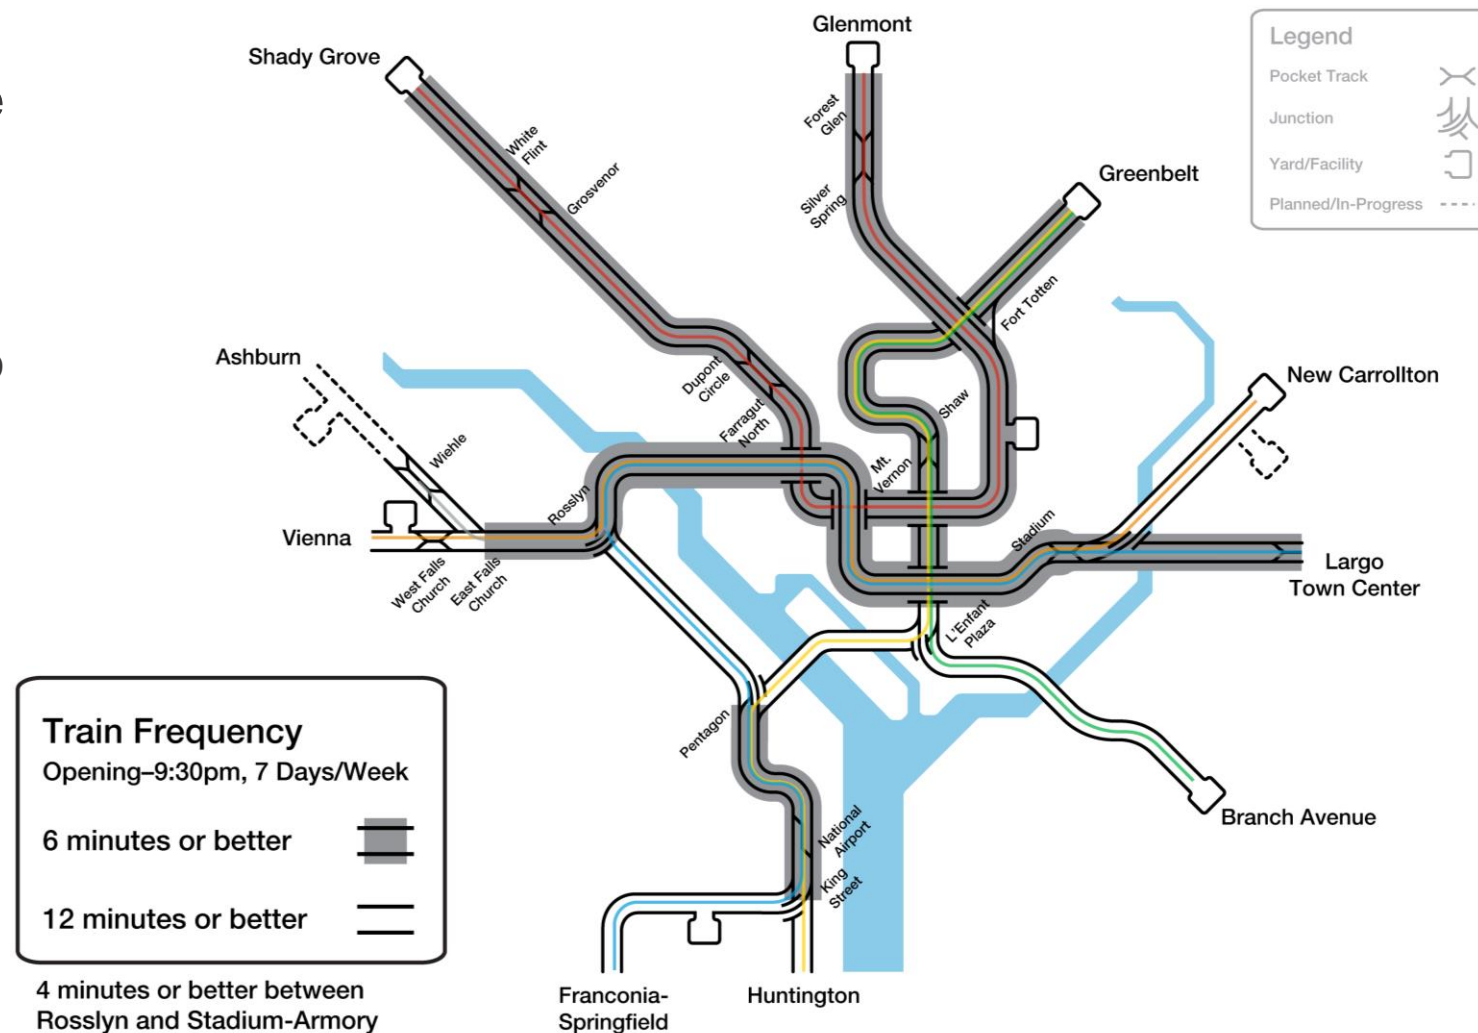 Glenmont
Shady Grove
Legend
Pocket Track
Junction
Yard/Facility
Planned/In-Progress
Forest
Glen
White
Flint
Grosvenor
Silver
Spring
Greenbelt
Fort Totten
Ashburn
Wiehle
Dupont
Circle
Farragut
North
Shaw
Mt.
Vernon
New Carrollton
Rosslyn
Vienna
West Falls
Church
East Falls
Church
Stadium
Largo
Town Center
L'Enfant
Plaza
Pentagon
National
Airport
King
Street
Branch Avenue
Franconia-
Springfield
Huntington
Train Frequency
Opening–9:30pm, 7 Days/Week
6 minutes or better
12 minutes or better
4 minutes or better between
Rosslyn and Stadium-Armory